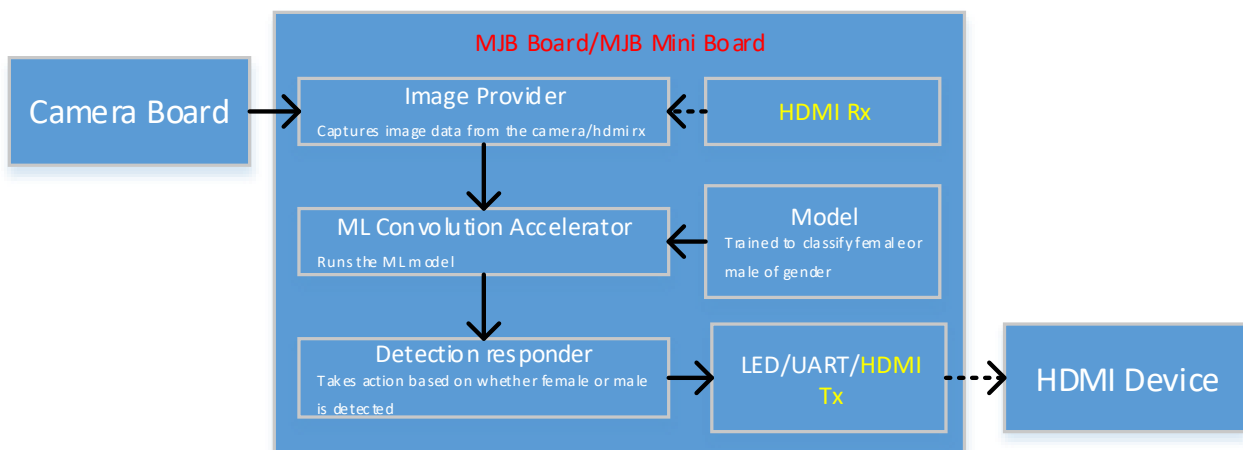 MJB Board/MJB Mini Board
Camera Board
Image Provider
Captures image data from the camera/hdmi rx
HDMI Rx
ML Convolution Accelerator
Runs the ML model
Model
Trained to classify female or
male of gender
Detection responder
Takes action based on whether female or male
is detected
LED/UART/HDMI
Tx
HDMI Device